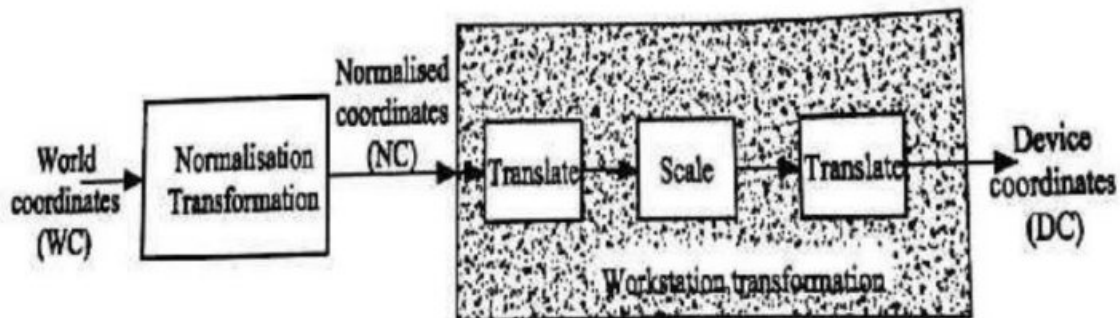 World
coordinates
(WC)
Normalisation
Transformation
Normalised
coordinates
(NC)
Translate
Scale
Translate
Workstation transformation
Device
coordinates
(DC)